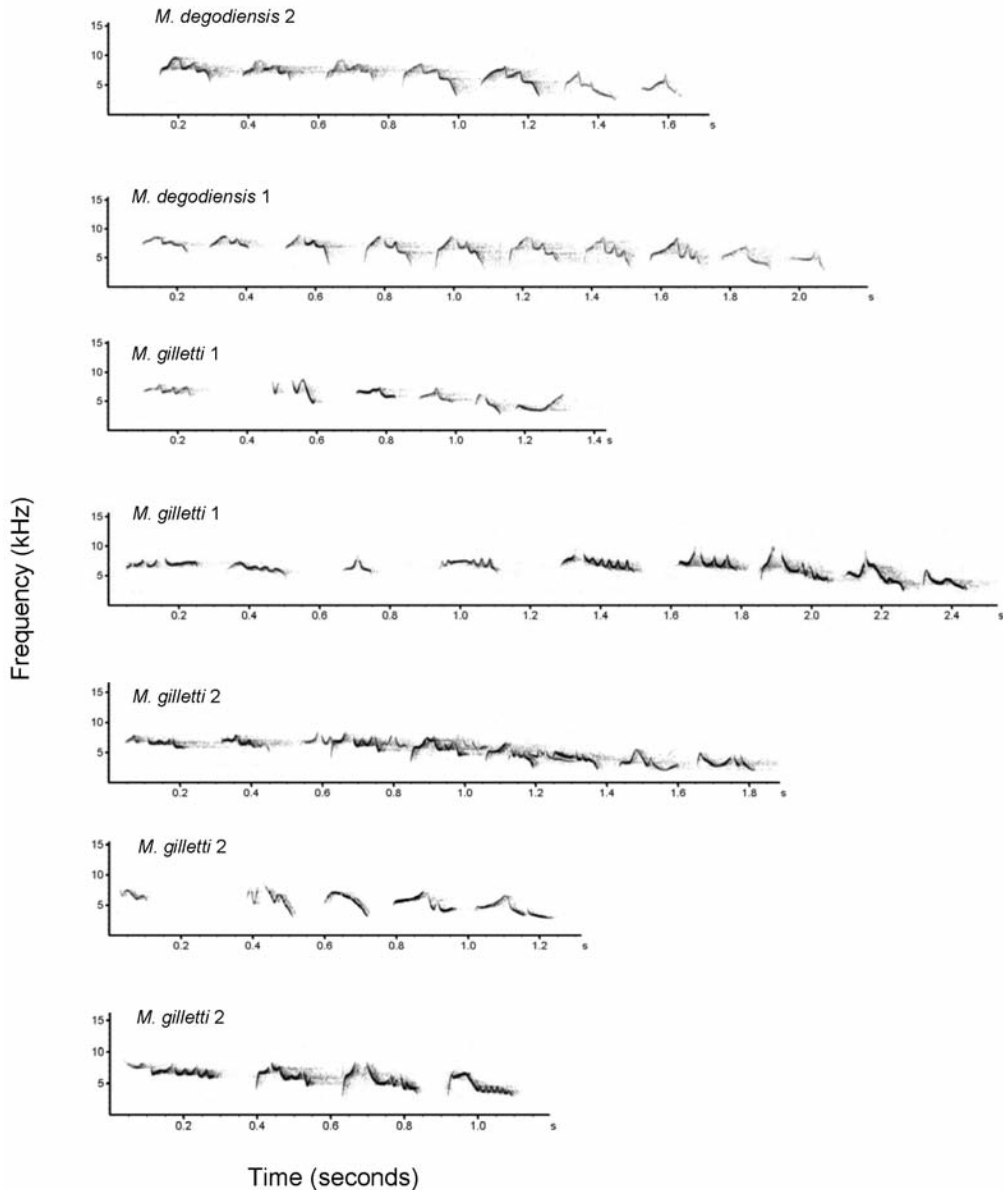 M. degodiensis 2
15
10
5
0.2 0.4 0.6 0.8 1.0 1.2 1.4 1.6 s
M. degodiensis 1
15
10
5
0.2 0.4 0.6 0.8 1.0 1.2 1.4 1.6 1.8 2.0 s
M. gilletti 1
15
10
5
0.2 0.4 0.6 0.8 1.0 1.2 1.4 s
Frequency (kHz)
M. gilletti 1
15
10
5
0.2 0.4 0.6 0.8 1.0 1.2 1.4 1.6 1.8 2.0 2.2 2.4 s
M. gilletti 2
15
10
5
0.2 0.4 0.6 0.8 1.0 1.2 1.4 1.6 1.8 s
M. gilletti 2
15
10
5
0.2 0.4 0.6 0.8 1.0 1.2 s
M. gilletti 2
15
10
5
0.2 0.4 0.6 0.8 1.0 s
Time (seconds)